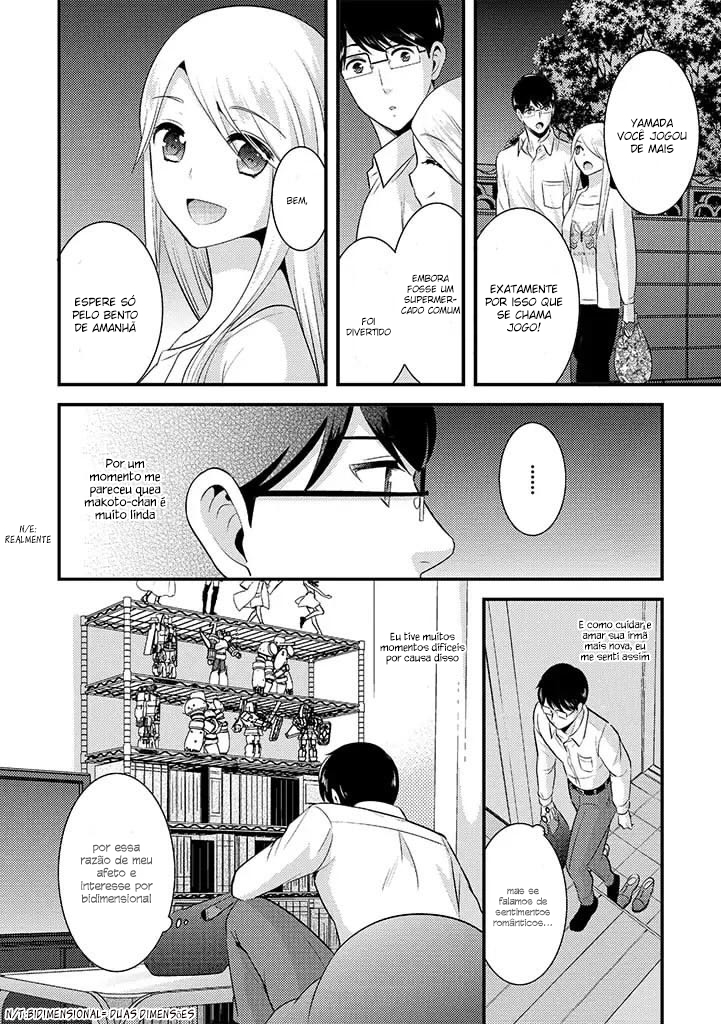 YAMADA
VOCÊ JOGOU
DE MAIS
EXATAMENTE
POR ISSO QUE
SE CHAMA
JOGO!
EMBORA
FOSSE UM
SUPERMER-
CADO COMUM
FOI
DIVERTIDO
BEM,
ESPERE SÓ
PELO BENTO
DE AMANHÃ
.......
Por um
momento me
pareceu quea
makoto-chan é
muito linda
N/E:
REALMENTE
E como cuidar e
amar sua irmã
mais nova, eu
me senti assim
mas se
falamos de
sentimentos
românticos...
Eu tive muitos
momentos difíceis
por causa disso
por essa
razão de meu
afeto e
interesse por
bidimensional
N/T:BIDIMENSIONAL= DUAS DIMENSÕES